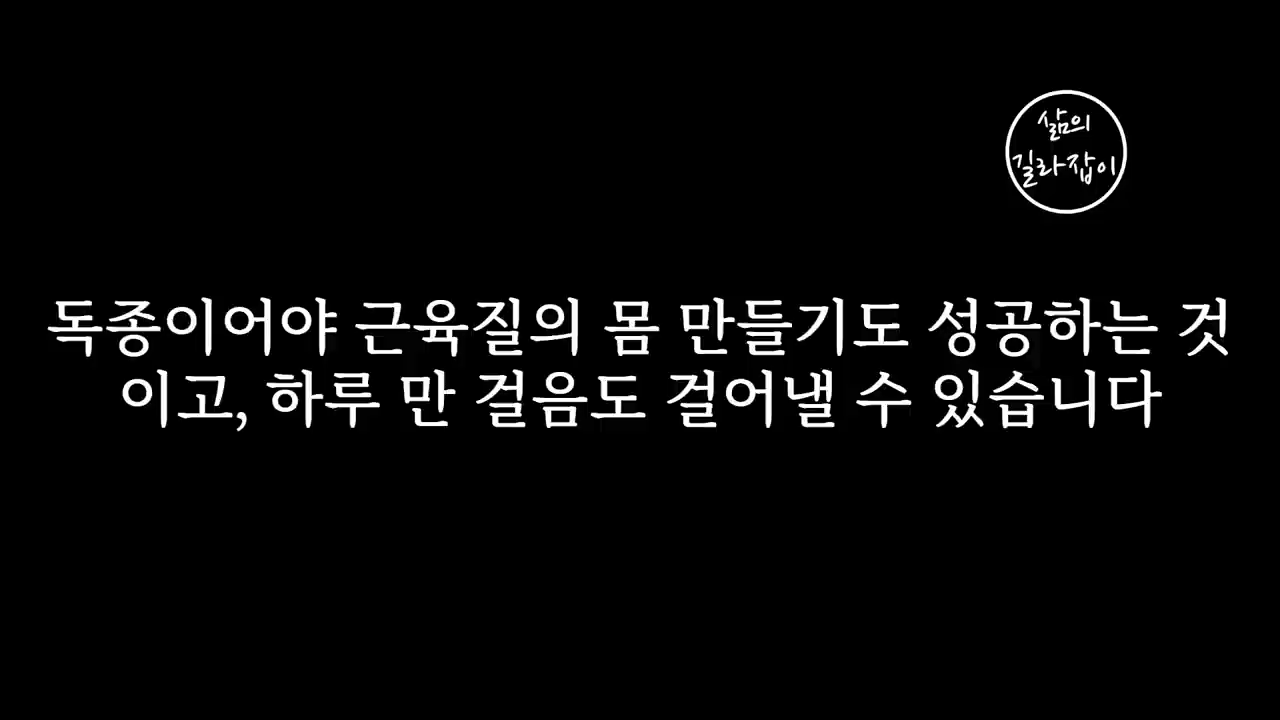 삶의
길라잡이
독종이어야 근육질의 몸 만들기도 성공하는 것
이고, 하루 만 걸음도 걸어낼 수 있습니다